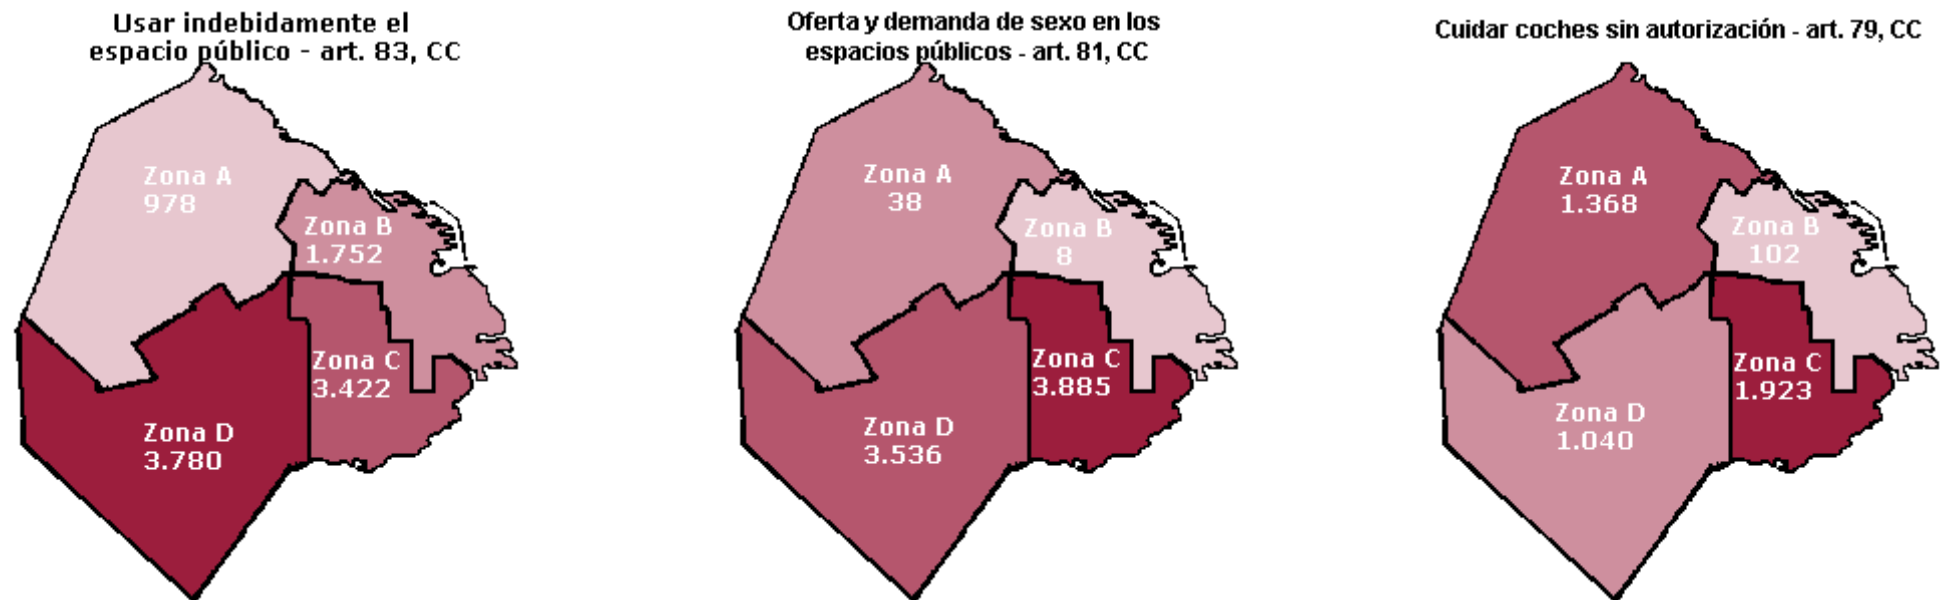 Usar indebidamente el
espacio público - art. 83, CC
Zona A
978
Zona B
1.752
Zona C
3.422
Zona D
3.780
Oferta y demanda de sexo en los
espacios públicos - art. 81, CC
Zona A
38
Zona B
8
Zona C
3.885
Zona D
3.536
Cuidar coches sin autorización - art. 79, CC
Zona A
1.368
Zona B
102
Zona C
1.923
Zona D
1.040